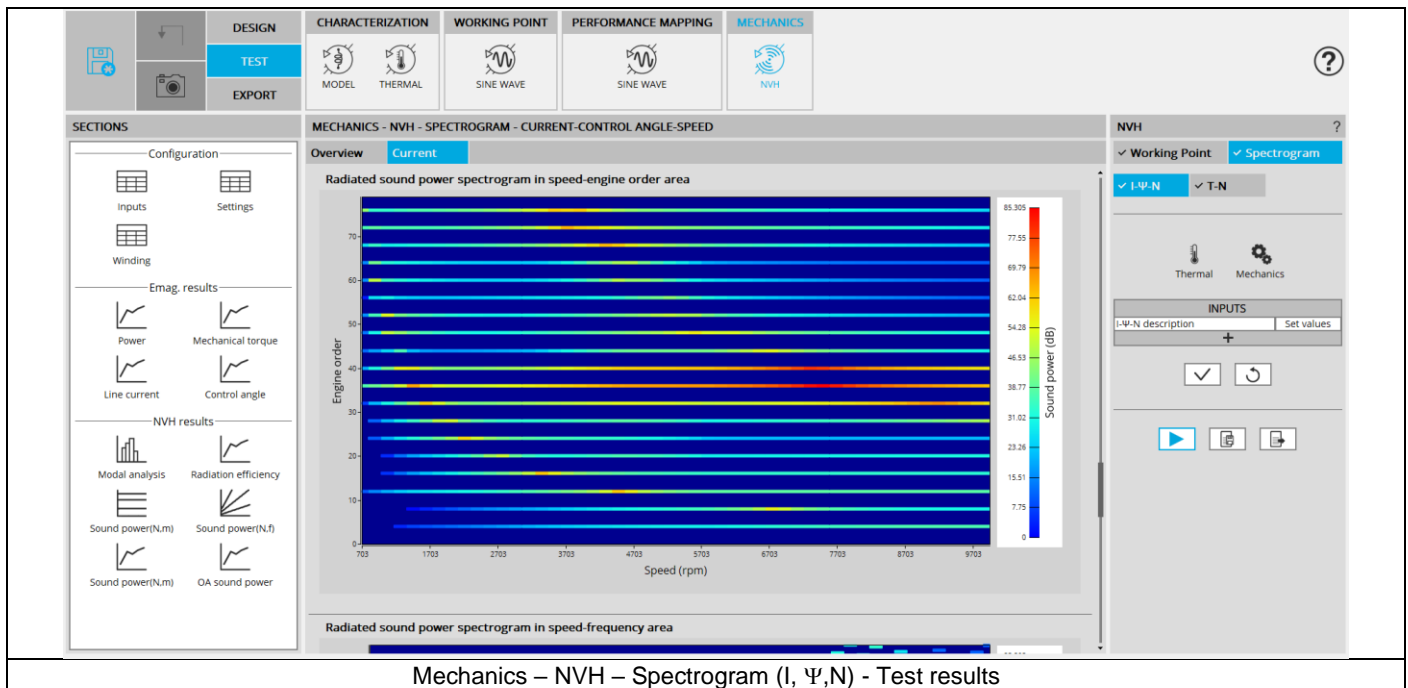 DESIGN
TEST
EXPORT
CHARACTERIZATION
MODEL
THERMAL
WORKING POINT
SINE WAVE
PERFORMANCE MAPPING
SINE WAVE
MECHANICS
NVH
?
SECTIONS
Configuration
Inputs
Settings
Winding
Emag. results
Power
Mechanical torque
Line current
Control angle
NVH results
Modal analysis
Radiation efficiency
Sound power(N,m)
Sound power(N,f)
Sound power(N,m)
OA sound power
MECHANICS - NVH - SPECTROGRAM - CURRENT-CONTROL ANGLE-SPEED
Overview
Current
Radiated sound power spectrogram in speed-engine order area
Engine order
70
60
50
40
30
20
10
0
703
1703
2703
3703
4703
5703
6703
7703
8703
9703
Speed (rpm)
85.305
77.55
69.79
62.04
54.28
46.53
38.77
31.02
23.26
15.51
7.75
0
Sound power (dB)
Radiated sound power spectrogram in speed-frequency area
NVH
?
Working Point
Spectrogram
I-Ψ-N
T-N
Thermal
Mechanics
INPUTS
I-Ψ-N description
Set values
+
Mechanics – NVH – Spectrogram (I, Ψ,N) - Test results